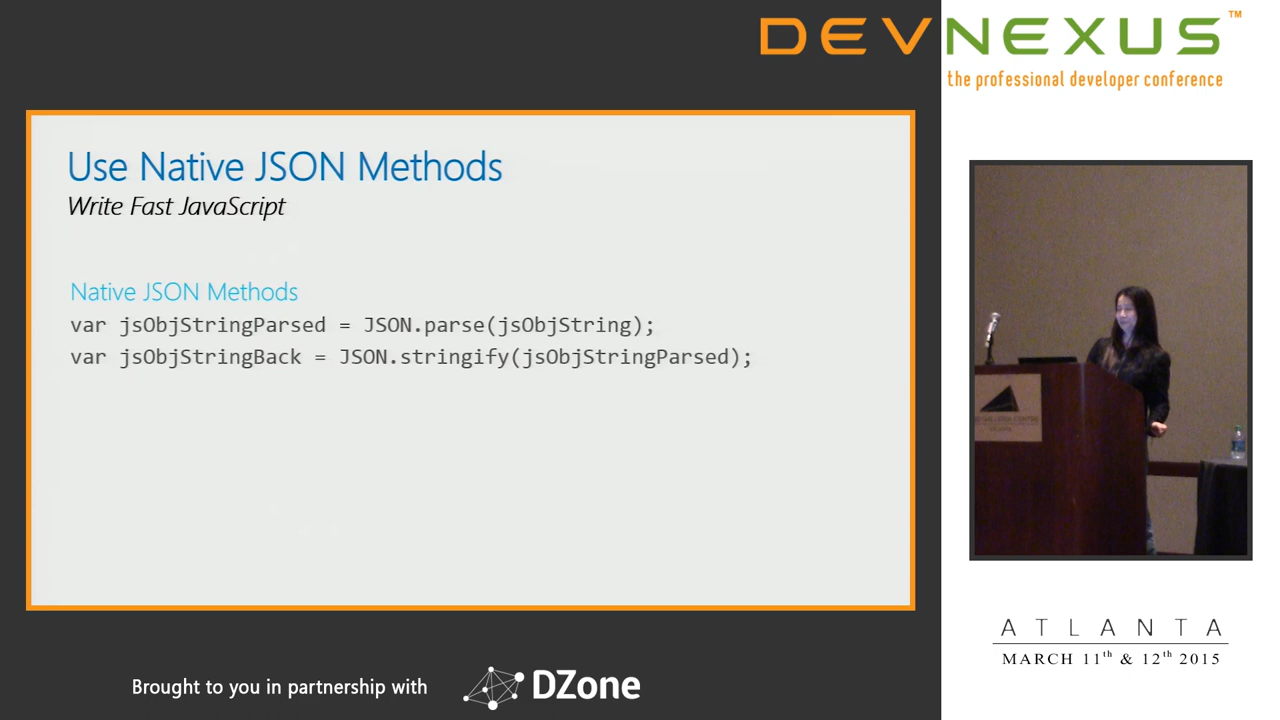 DEVNEXUS™
the professional developer conference
Use Native JSON Methods
Write Fast JavaScript
Native JSON Methods
var jsObjStringParsed = JSON.parse(jsObjString);
var jsObjStringBack = JSON.stringify(jsObjStringParsed);
ATLANTA
MARCH 11th & 12th 2015
Brought to you in partnership with
DZone